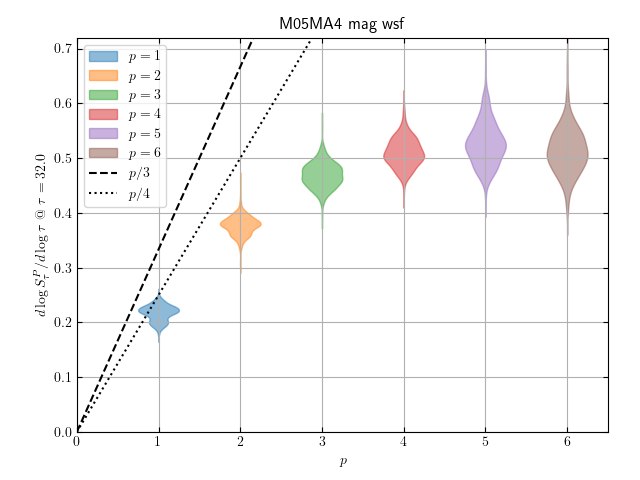 M05MA4 mag wsf
p = 1
p = 2
p = 3
p = 4
p = 5
p = 6
p/3
p/4
d log S_τ^P / d log τ @ τ = 32.0
0.7
0.6
0.5
0.4
0.3
0.2
0.1
0.0
0 1 2 3 4 5 6
p